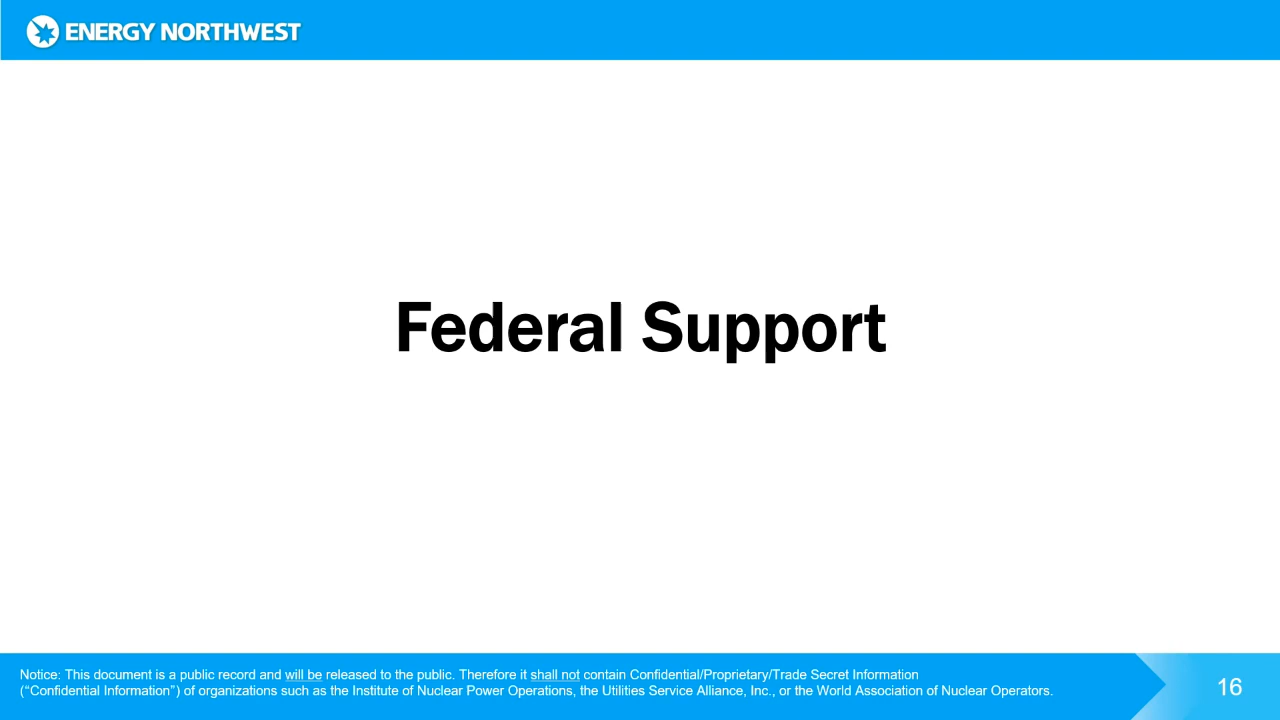 ENERGY NORTHWEST
Federal Support
Notice: This document is a public record and will be released to the public. Therefore it shall not contain Confidential/Proprietary/Trade Secret Information
(“Confidential Information”) of organizations such as the Institute of Nuclear Power Operations, the Utilities Service Alliance, Inc., or the World Association of Nuclear Operators.
16